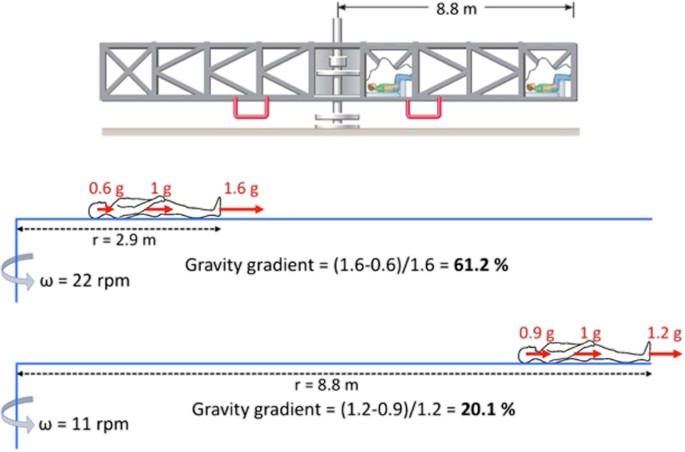 8.8 m
0.6 g 1 g 1.6 g
r = 2.9 m
Gravity gradient = (1.6-0.6)/1.6 = 61.2 %
ω = 22 rpm
0.9 g 1 g 1.2 g
r = 8.8 m
Gravity gradient = (1.2-0.9)/1.2 = 20.1 %
ω = 11 rpm